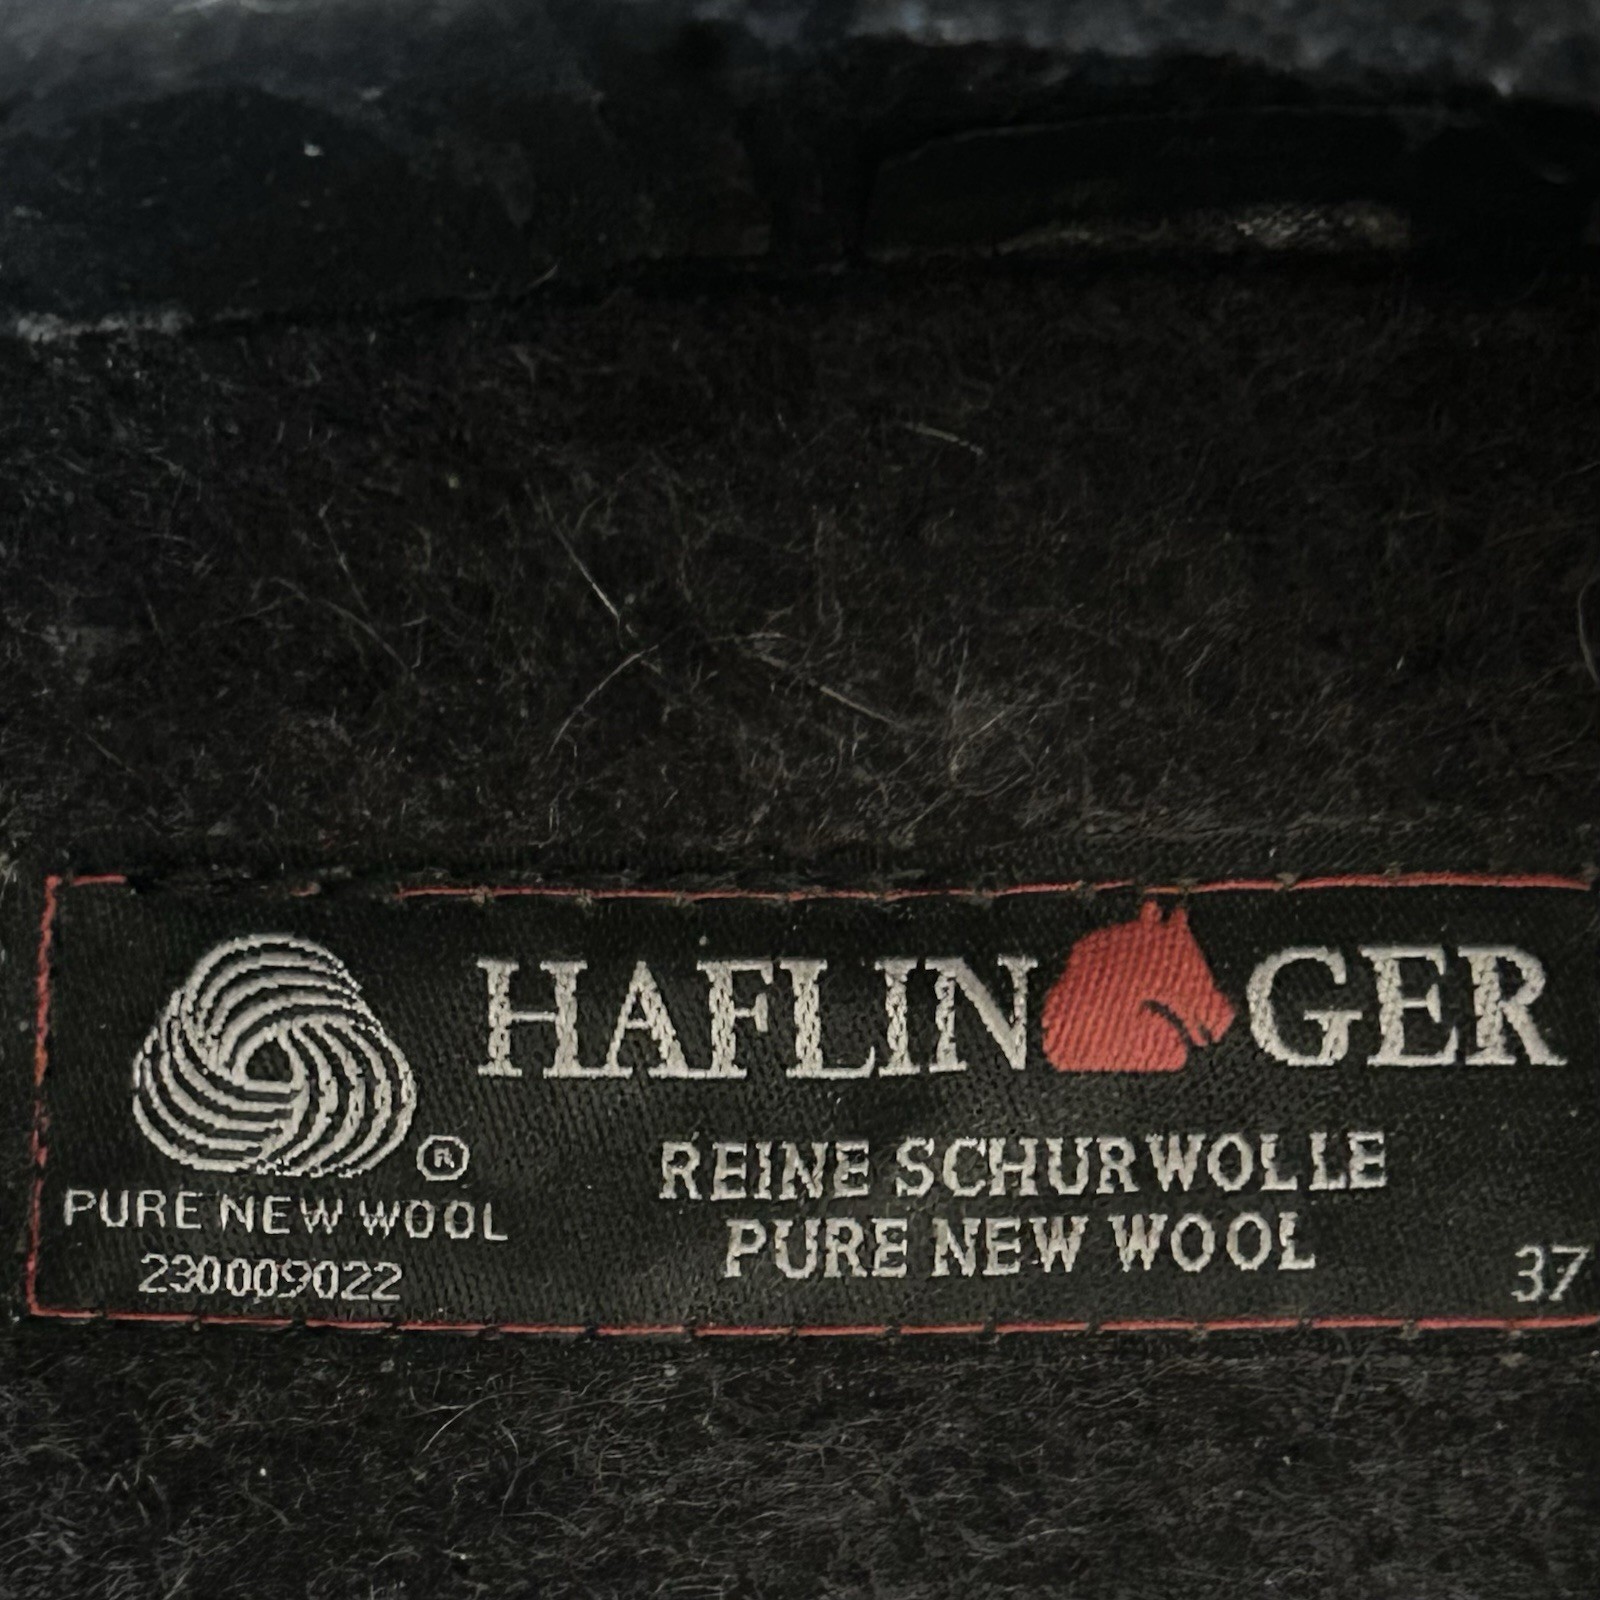 HAFLINGER
®
PURE NEW WOOL
230009022
REINE SCHURWOLLE
PURE NEW WOOL
37